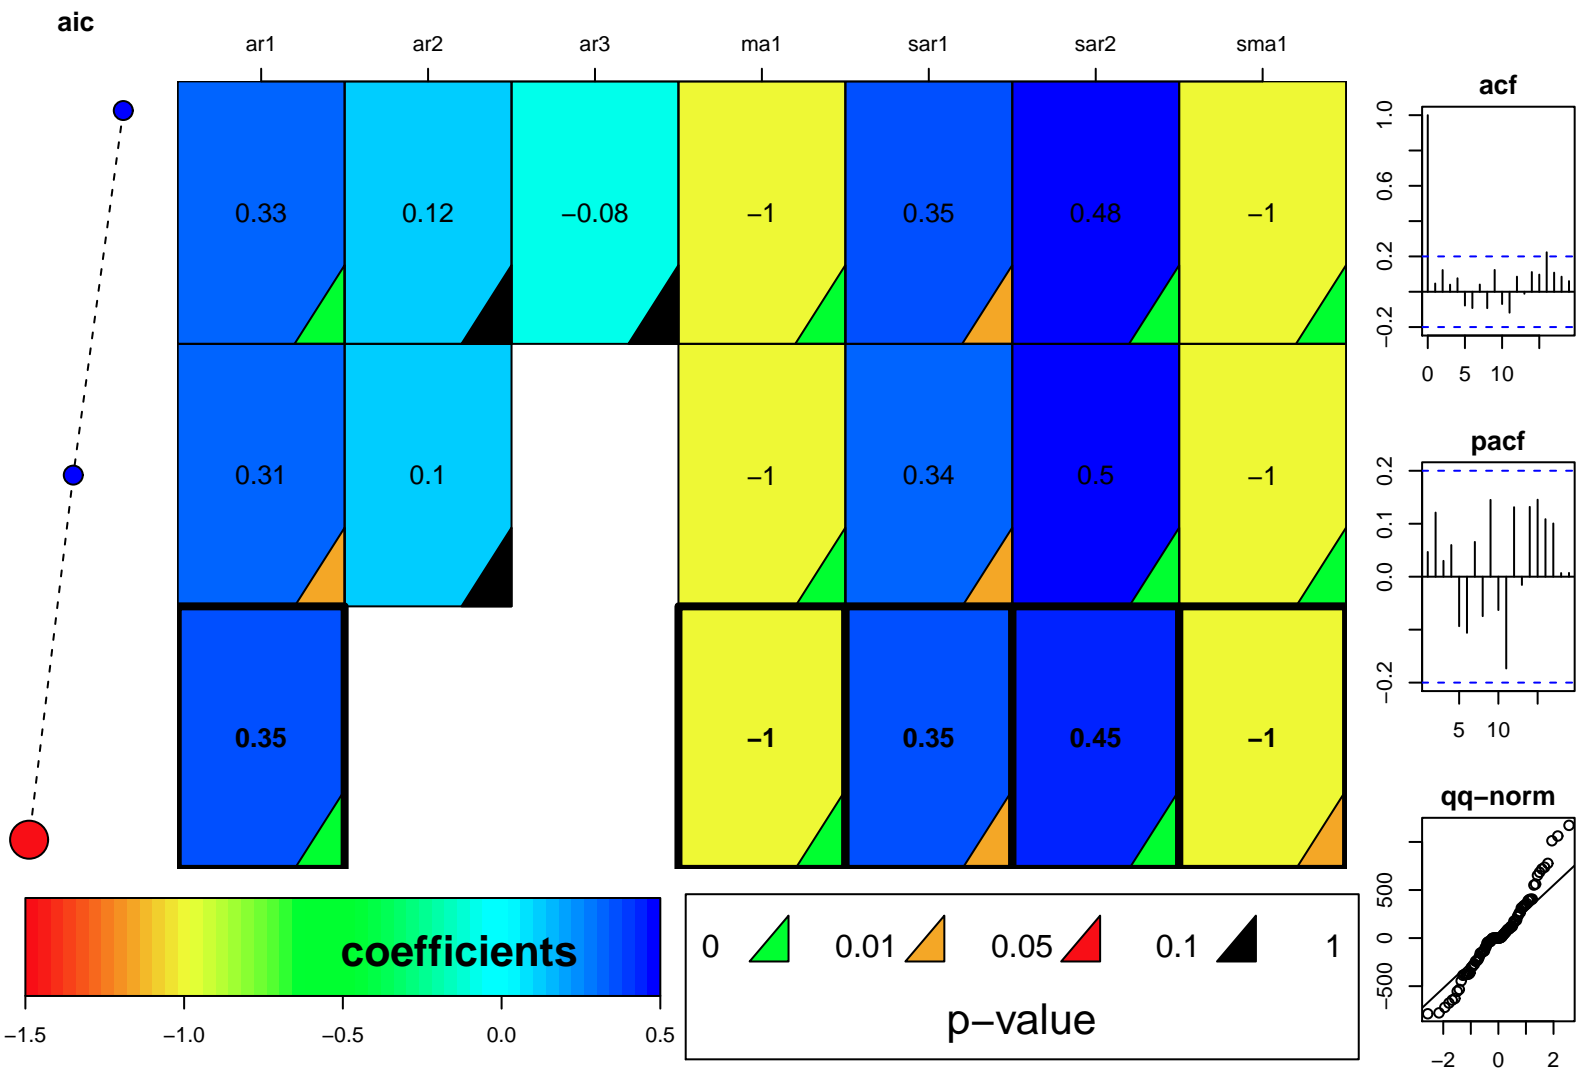 aic
ar1 ar2 ar3 ma1 sar1 sar2 sma1
0.33 0.12 −0.08 −1 0.35 0.48 −1
0.31 0.1 −1 0.34 0.5 −1
0.35 −1 0.35 0.45 −1
coefficients
−1.5 −1.0 −0.5 0.0 0.5
0 0.01 0.05 0.1 1
p−value
acf
1.0
0.6
0.2
−0.2
0 5 10
pacf
0.2
0.1
0.0
−0.2
5 10
qq−norm
500
0
−500
−2 0 2